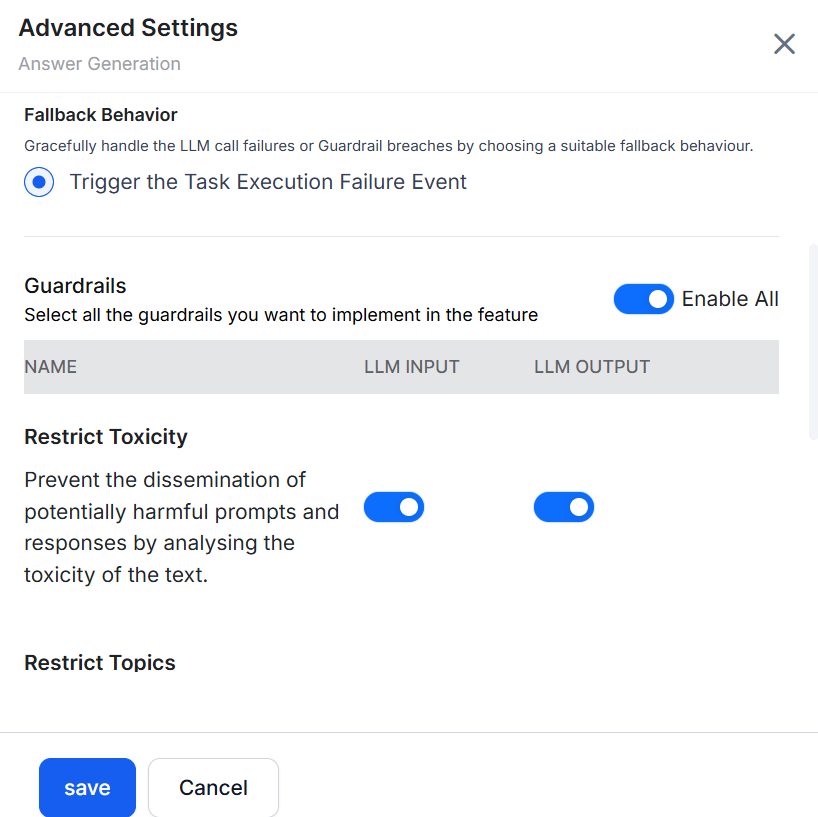 Advanced Settings
Answer Generation
Fallback Behavior
Gracefully handle the LLM call failures or Guardrail breaches by choosing a suitable fallback behaviour.
Trigger the Task Execution Failure Event
Guardrails
Enable All
Select all the guardrails you want to implement in the feature
NAME LLM INPUT LLM OUTPUT
Restrict Toxicity
Prevent the dissemination of
potentially harmful prompts and
responses by analysing the
toxicity of the text.
Restrict Topics
save Cancel